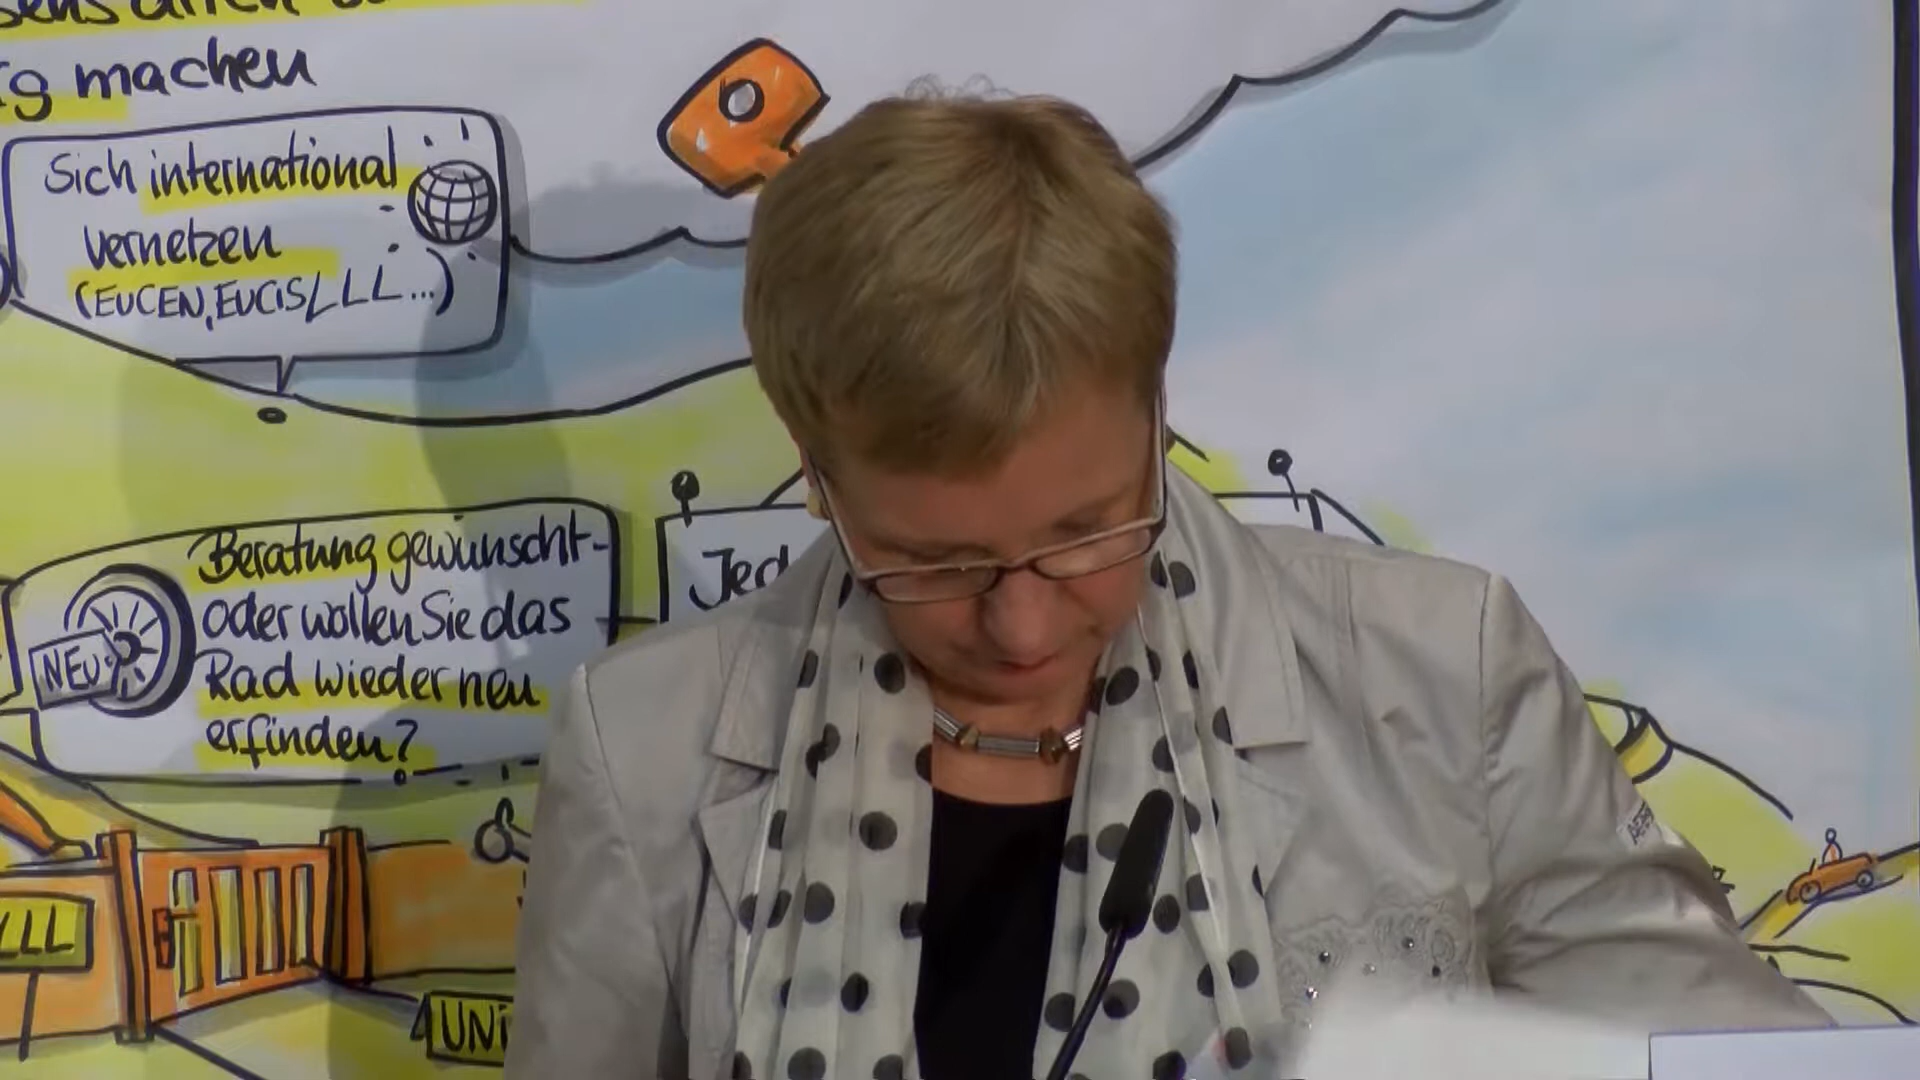 machen
Sich international
vernetzen
(EUCEN, EUCIS/LLL...)
Beratung gewünscht-
oder wollen Sie das
Rad wieder neu
erfinden?
NEU
Jed
LLL
UNI